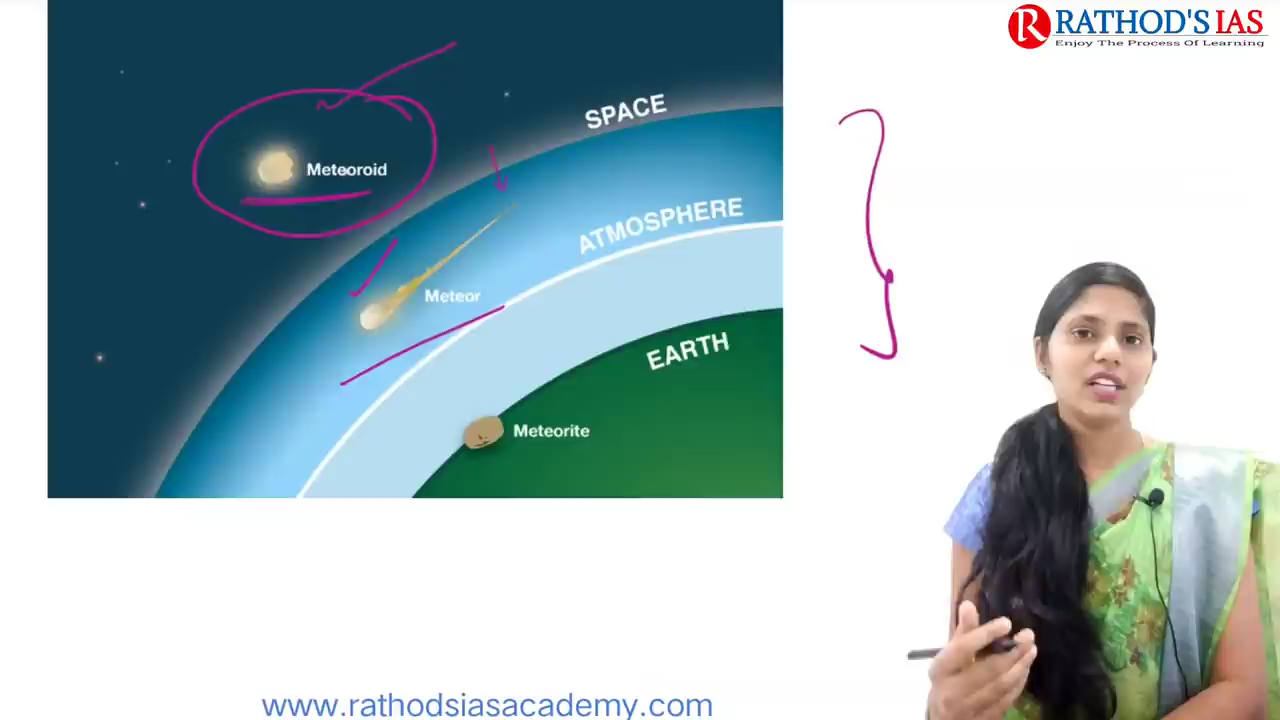 RATHOD'S IAS
Enjoy The Process Of Learning
SPACE
Meteoroid
ATMOSPHERE
Meteor
EARTH
Meteorite
www.rathodsiasacademy.com